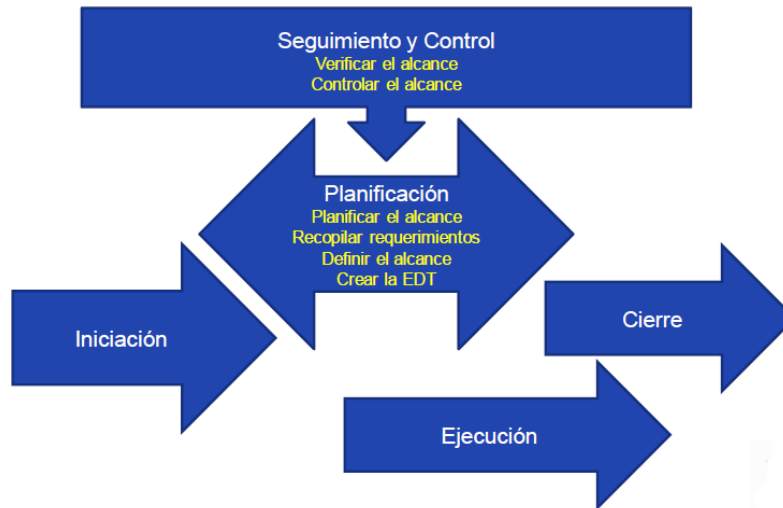 Seguimiento y Control
Verificar el alcance
Controlar el alcance
Planificación
Planificar el alcance
Recopilar requerimientos
Definir el alcance
Crear la EDT
Iniciación
Cierre
Ejecución